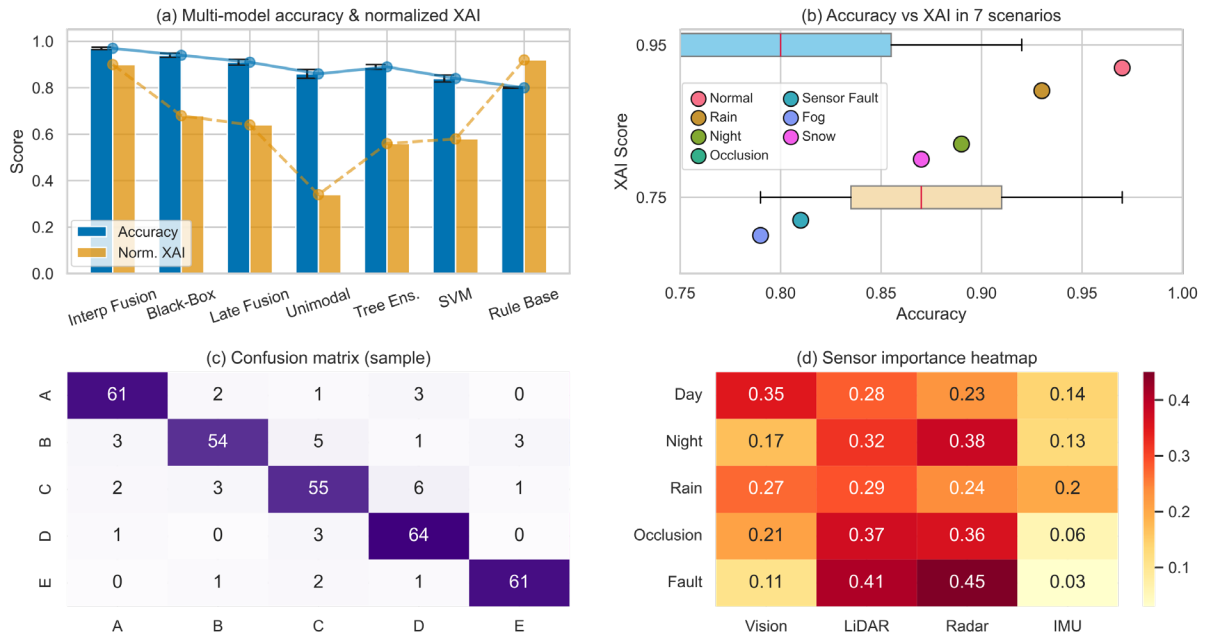 (a) Multi-model accuracy & normalized XAI
1.0
0.8
0.6
0.4
0.2
0.0
Score
Accuracy
Norm. XAI
Interp Fusion
Black-Box
Late Fusion
Unimodal
Tree Ens.
SVM
Rule Base
(b) Accuracy vs XAI in 7 scenarios
0.95
0.75
XAI Score
Normal
Rain
Night
Occlusion
Sensor Fault
Fog
Snow
0.75 0.80 0.85 0.90 0.95 1.00
Accuracy
(c) Confusion matrix (sample)
A 61 2 1 3 0
B 3 54 5 1 3
C 2 3 55 6 1
D 1 0 3 64 0
E 0 1 2 1 61
A B C D E
(d) Sensor importance heatmap
Day 0.35 0.28 0.23 0.14
Night 0.17 0.32 0.38 0.13
Rain 0.27 0.29 0.24 0.2
Occlusion 0.21 0.37 0.36 0.06
Fault 0.11 0.41 0.45 0.03
Vision LiDAR Radar IMU
0.4
0.3
0.2
0.1